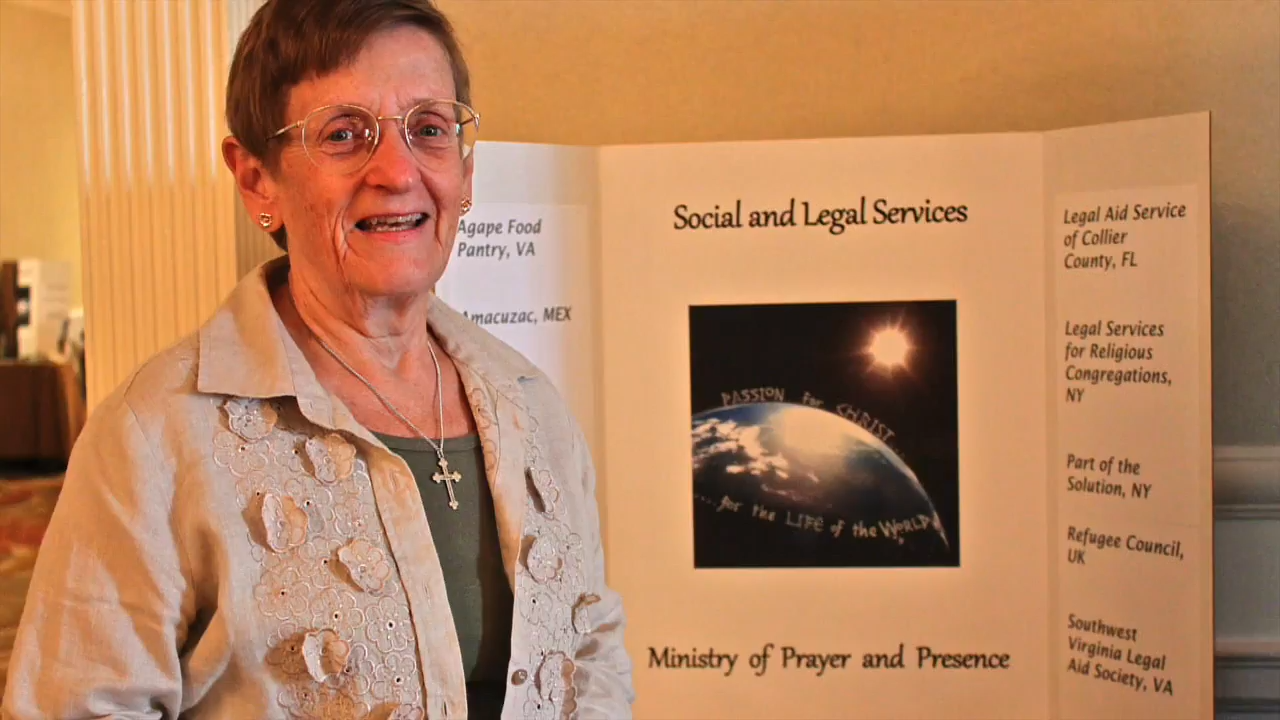 Agape Food
Pantry, VA
Amacuzac, MEX
Social and Legal Services
PASSION for CHRIST
....for the LIFE of the WORLD
Ministry of Prayer and Presence
Legal Aid Service
of Collier
County, FL
Legal Services
for Religious
Congregations,
NY
Part of the
Solution, NY
Refugee Council,
UK
Southwest
Virginia Legal
Aid Society, VA